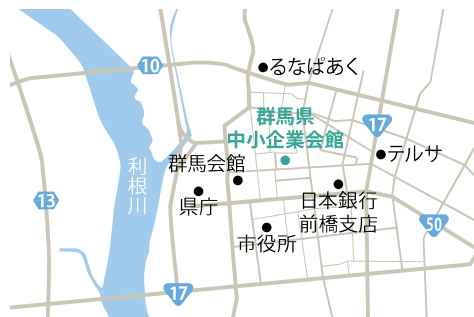 10
るなぱあく
群馬県
中小企業会館
17
テルサ
群馬会館
利根川
13
県庁
日本銀行
前橋支店
50
市役所
17